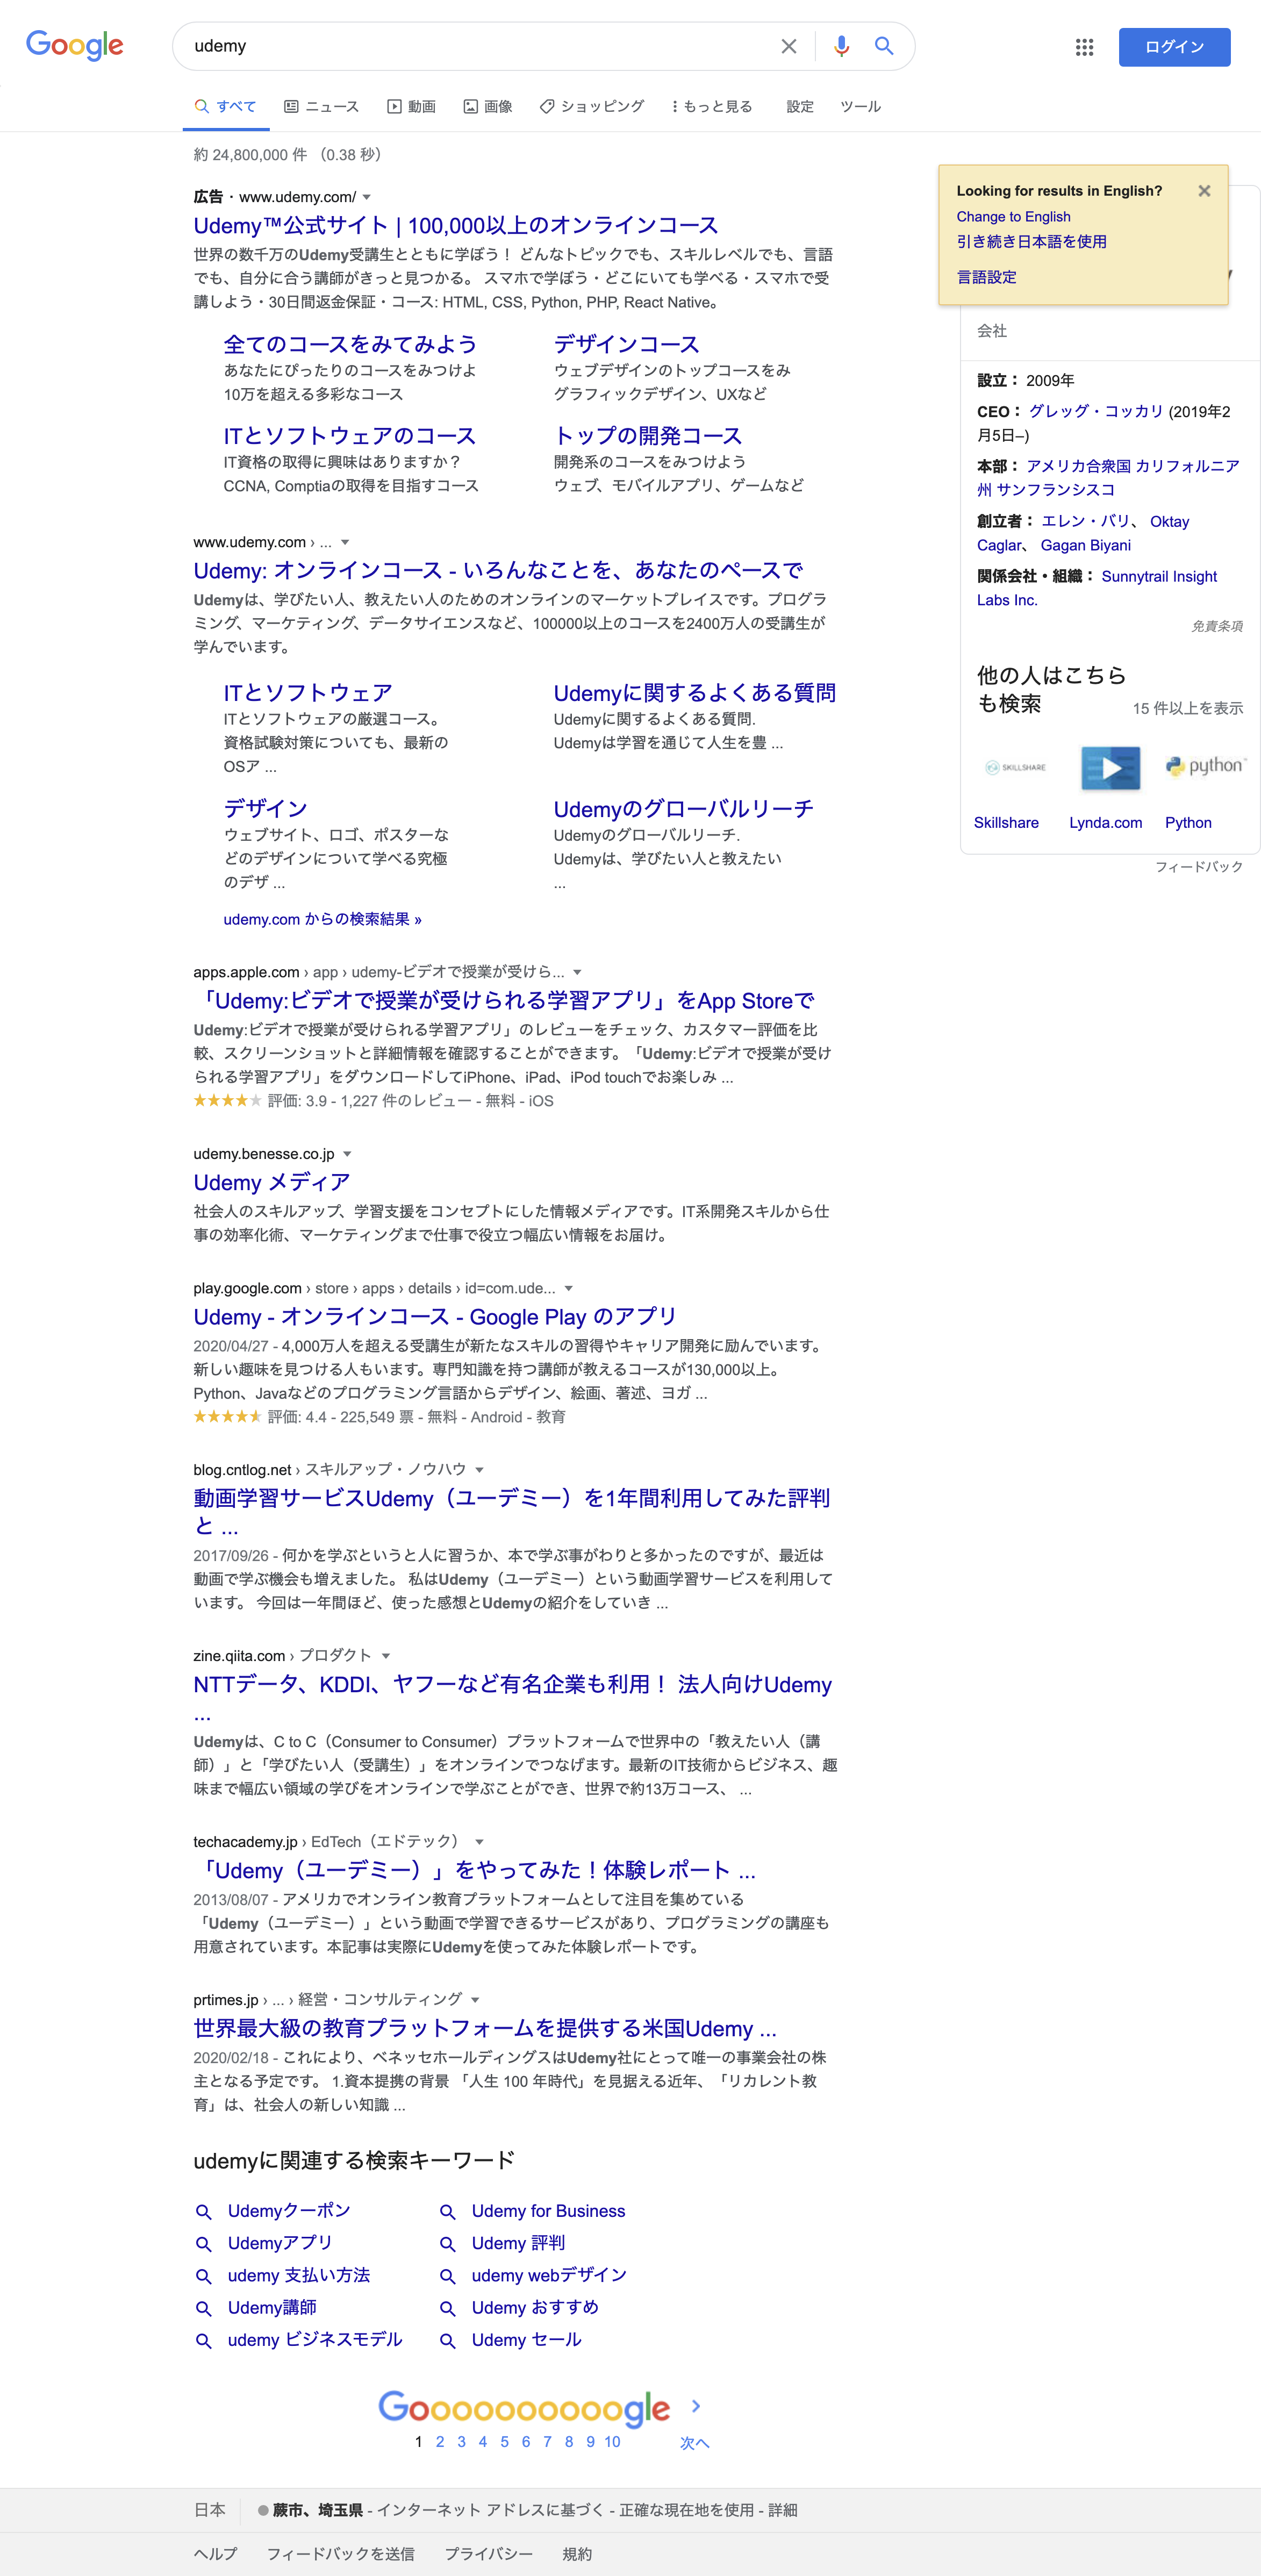 Google
udemy
ログイン
すべて ニュース 動画 画像 ショッピング もっと見る 設定 ツール
約 24,800,000 件 （0.38 秒）
広告・www.udemy.com/
Udemy™公式サイト | 100,000以上のオンラインコース
世界の数千万のUdemy受講生とともに学ぼう！ どんなトピックでも、スキルレベルでも、言語
でも、自分に合う講師がきっと見つかる。 スマホで学ぼう・どこにいても学べる・スマホで受
講しよう・30日間返金保証・コース: HTML, CSS, Python, PHP, React Native。
全てのコースをみてみよう
あなたにぴったりのコースをみつけよ
10万を超える多彩なコース
デザインコース
ウェブデザインのトップコースをみ
グラフィックデザイン、UXなど
ITとソフトウェアのコース
IT資格の取得に興味はありますか？
CCNA, Comptiaの取得を目指すコース
トップの開発コース
開発系のコースをみつけよう
ウェブ、モバイルアプリ、ゲームなど
www.udemy.com › ...
Udemy: オンラインコース - いろんなことを、あなたのペースで
Udemyは、学びたい人、教えたい人のためのオンラインのマーケットプレイスです。プログラ
ミング、マーケティング、データサイエンスなど、100000以上のコースを2400万人の受講生が
学んでいます。
ITとソフトウェア
ITとソフトウェアの厳選コース。
資格試験対策についても、最新の
OSア ...
Udemyに関するよくある質問
Udemyに関するよくある質問.
Udemyは学習を通じて人生を豊 ...
デザイン
ウェブサイト、ロゴ、ポスターな
どのデザインについて学べる究極
のデザ ...
Udemyのグローバルリーチ
Udemyのグローバルリーチ.
Udemyは、学びたい人と教えたい
...
udemy.com からの検索結果 »
apps.apple.com › app › udemy-ビデオで授業が受けら...
「Udemy:ビデオで授業が受けられる学習アプリ」をApp Storeで
Udemy:ビデオで授業が受けられる学習アプリ」のレビューをチェック、カスタマー評価を比
較、スクリーンショットと詳細情報を確認することができます。「Udemy:ビデオで授業が受け
られる学習アプリ」をダウンロードしてiPhone、iPad、iPod touchでお楽しみ ...
★★★★★ 評価: 3.9 - 1,227 件のレビュー - 無料 - iOS
udemy.benesse.co.jp
Udemy メディア
社会人のスキルアップ、学習支援をコンセプトにした情報メディアです。IT系開発スキルから仕
事の効率化術、マーケティングまで仕事で役立つ幅広い情報をお届け。
play.google.com › store › apps › details › id=com.ude...
Udemy - オンラインコース - Google Play のアプリ
2020/04/27 - 4,000万人を超える受講生が新たなスキルの習得やキャリア開発に励んでいます。
新しい趣味を見つける人もいます。専門知識を持つ講師が教えるコースが130,000以上。
Python、Javaなどのプログラミング言語からデザイン、絵画、著述、ヨガ ...
★★★★★ 評価: 4.4 - 225,549 票 - 無料 - Android - 教育
blog.cntlog.net › スキルアップ・ノウハウ
動画学習サービスUdemy（ユーデミー）を1年間利用してみた評判
と ...
2017/09/26 - 何かを学ぶというと人に習うか、本で学ぶ事がわりと多かったのですが、最近は
動画で学ぶ機会も増えました。 私はUdemy（ユーデミー）という動画学習サービスを利用して
います。 今回は一年間ほど、使った感想とUdemyの紹介をしていき ...
zine.qiita.com › プロダクト
NTTデータ、KDDI、ヤフーなど有名企業も利用！ 法人向けUdemy
...
Udemyは、C to C（Consumer to Consumer）プラットフォームで世界中の「教えたい人（講
師）」と「学びたい人（受講生）」をオンラインでつなげます。最新のIT技術からビジネス、趣
味まで幅広い領域の学びをオンラインで学ぶことができ、世界で約13万コース、 ...
techacademy.jp › EdTech（エドテック）
「Udemy（ユーデミー）」をやってみた！体験レポート ...
2013/08/07 - アメリカでオンライン教育プラットフォームとして注目を集めている
「Udemy（ユーデミー）」という動画で学習できるサービスがあり、プログラミングの講座も
用意されています。本記事は実際にUdemyを使ってみた体験レポートです。
prtimes.jp › ... › 経営・コンサルティング
世界最大級の教育プラットフォームを提供する米国Udemy ...
2020/02/18 - これにより、ベネッセホールディングスはUdemy社にとって唯一の事業会社の株
主となる予定です。 1.資本提携の背景 「人生 100 年時代」を見据える近年、「リカレント教
育」は、社会人の新しい知識 ...
udemyに関連する検索キーワード
Udemyクーポン
Udemyアプリ
udemy 支払い方法
Udemy講師
udemy ビジネスモデル
Udemy for Business
Udemy 評判
udemy webデザイン
Udemy おすすめ
Udemy セール
Goooooooooogle
1 2 3 4 5 6 7 8 9 10 次へ
Looking for results in English?
Change to English
引き続き日本語を使用
言語設定
会社
設立： 2009年
CEO： グレッグ・コッカリ (2019年2
月5日–)
本部： アメリカ合衆国 カリフォルニア
州 サンフランシスコ
創立者： エレン・バリ、 Oktay
Caglar、 Gagan Biyani
関係会社・組織： Sunnytrail Insight
Labs Inc.
免責条項
他の人はこちら
も検索
15 件以上を表示
SKILLSHARE
python
Skillshare Lynda.com Python
フィードバック
日本 蕨市、埼玉県 - インターネット アドレスに基づく - 正確な現在地を使用 - 詳細
ヘルプ フィードバックを送信 プライバシー 規約